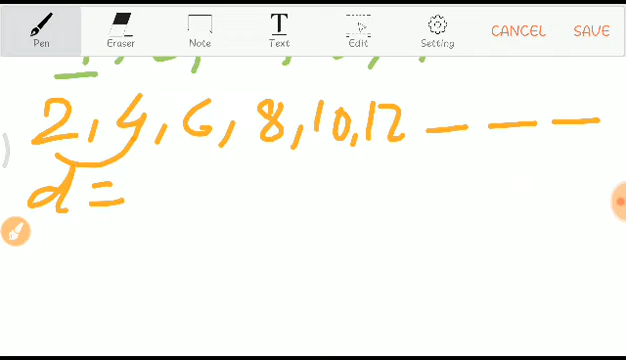 Pen Eraser Note Text Edit Setting CANCEL SAVE
2, 4, 6, 8, 10, 12 _ _ _
d =